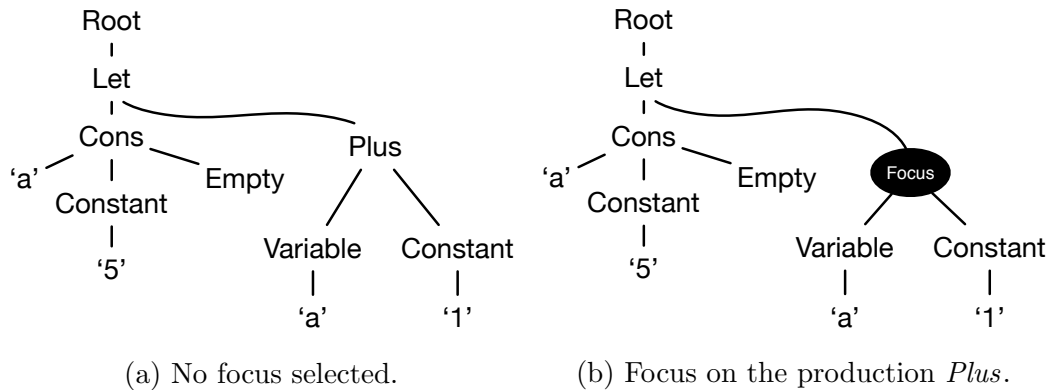 Root
Let
Cons
Plus
‘a’
Empty
Constant
Variable
Constant
‘5’
‘a’
‘1’
(a) No focus selected.
Root
Let
Cons
Focus
‘a’
Empty
Constant
Variable
Constant
‘5’
‘a’
‘1’
(b) Focus on the production Plus.